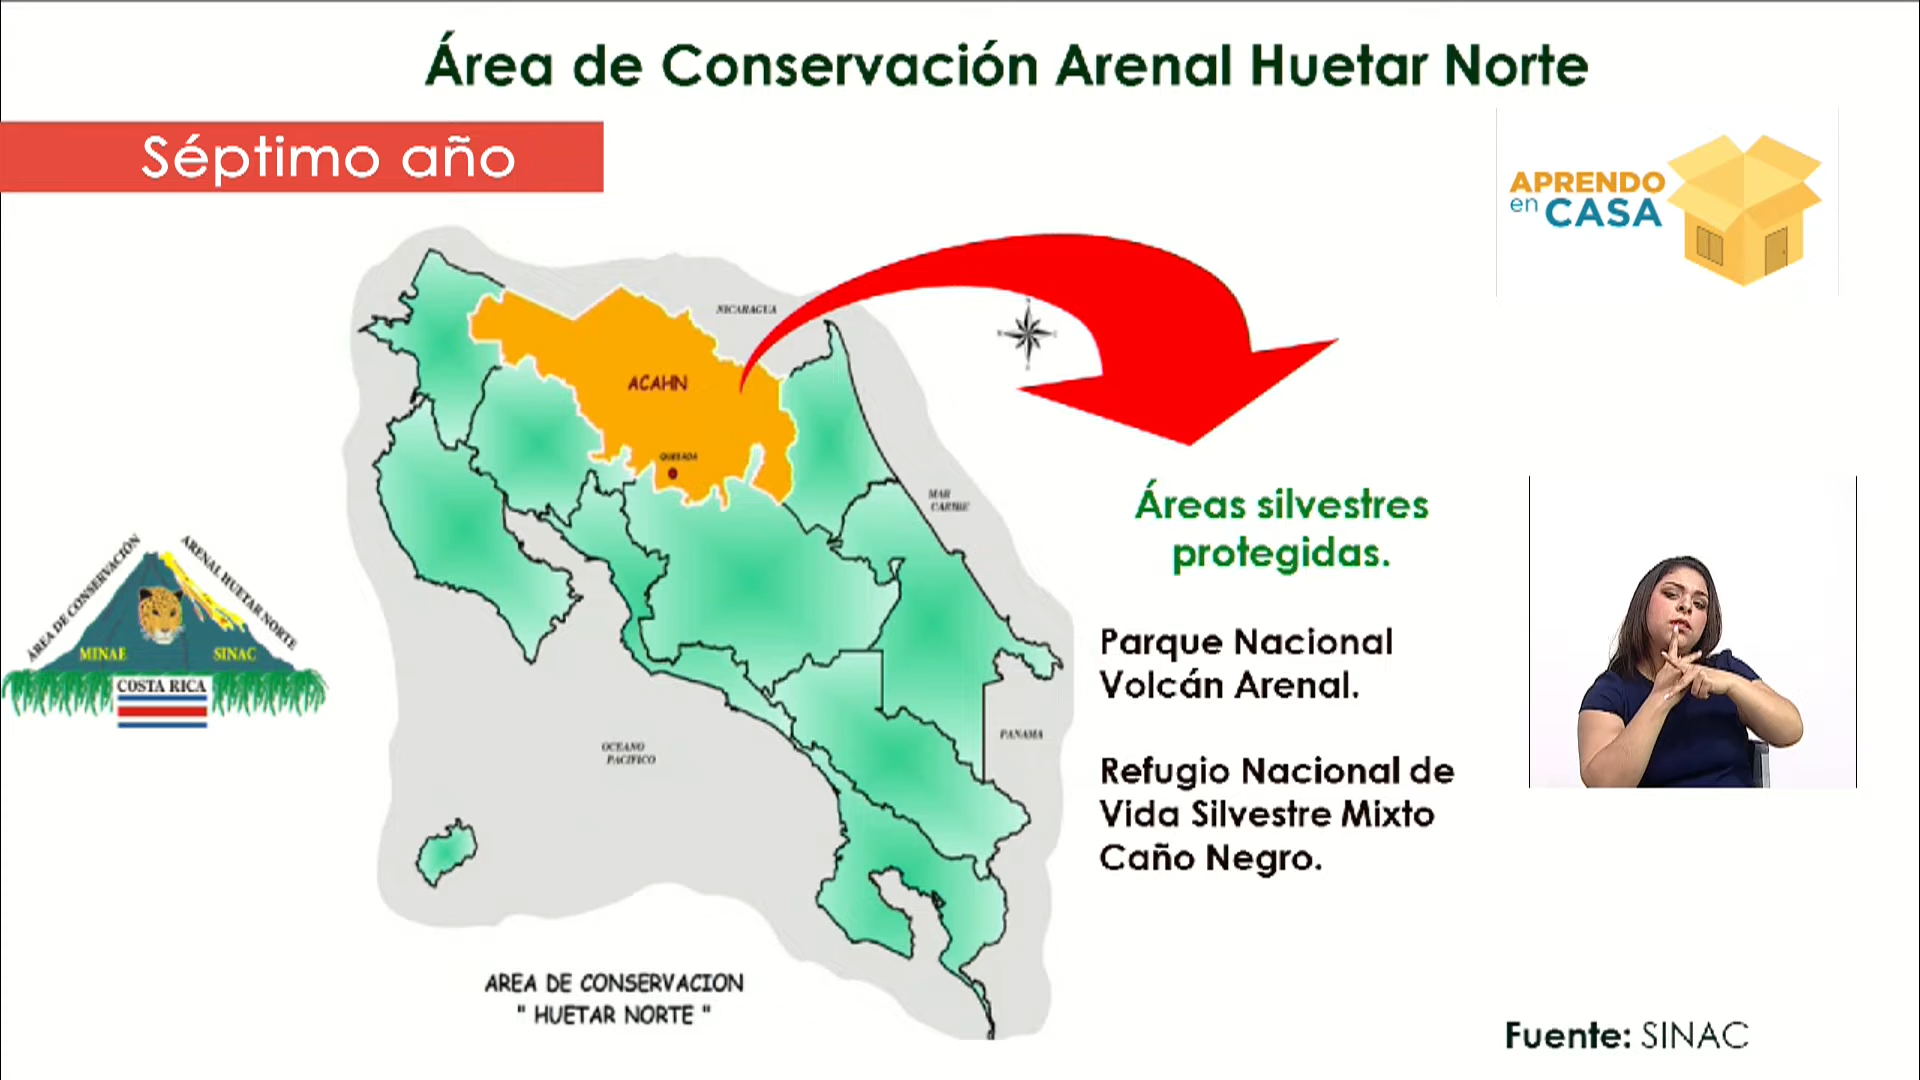 Área de Conservación Arenal Huetar Norte
Séptimo año
APRENDO
en CASA
NICARAGUA
ACAHN
QUESADA
MAR
CARIBE
Áreas silvestres
protegidas.
ÁREA DE CONSERVACIÓN
ARENAL HUETAR NORTE
MINAE
SINAC
COSTA RICA
Parque Nacional
Volcán Arenal.
PANAMA
OCEANO
PACIFICO
Refugio Nacional de
Vida Silvestre Mixto
Caño Negro.
AREA DE CONSERVACION
" HUETAR NORTE "
Fuente: SINAC